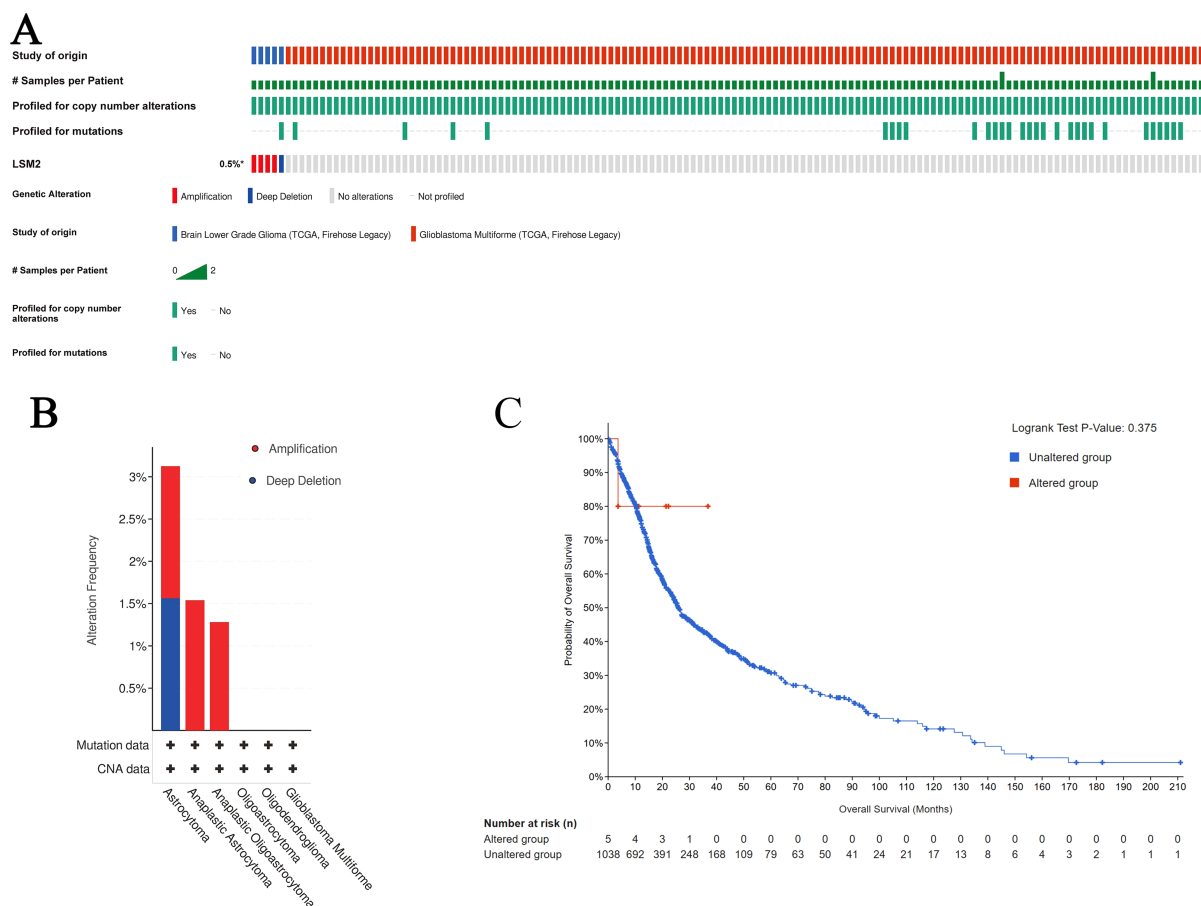 A
Study of origin
# Samples per Patient
Profiled for copy number alterations
Profiled for mutations
LSM2 0.5%*
Genetic Alteration Amplification Deep Deletion No alterations Not profiled
Study of origin Brain Lower Grade Glioma (TCGA, Firehose Legacy) Glioblastoma Multiforme (TCGA, Firehose Legacy)
# Samples per Patient 0 2
Profiled for copy number
alterations Yes No
Profiled for mutations Yes No
B
Amplification
Deep Deletion
Alteration Frequency
3%
2.5%
2%
1.5%
1%
0.5%
Mutation data
CNA data
Astrocytoma
Anaplastic Astrocytoma
Anaplastic Oligoastrocytoma
Oligoastrocytoma
Oligodendroglioma
Glioblastoma Multiforme
C
Logrank Test P-Value: 0.375
Unaltered group
Altered group
Probability of Overall Survival
100%
90%
80%
70%
60%
50%
40%
30%
20%
10%
0%
0 10 20 30 40 50 60 70 80 90 100 110 120 130 140 150 160 170 180 190 200 210
Overall Survival (Months)
Number at risk (n)
Altered group 5 4 3 1 0 0 0 0 0 0 0 0 0 0 0 0 0 0 0 0 0 0
Unaltered group 1038 692 391 248 168 109 79 63 50 41 24 21 17 13 8 6 4 3 2 1 1 1